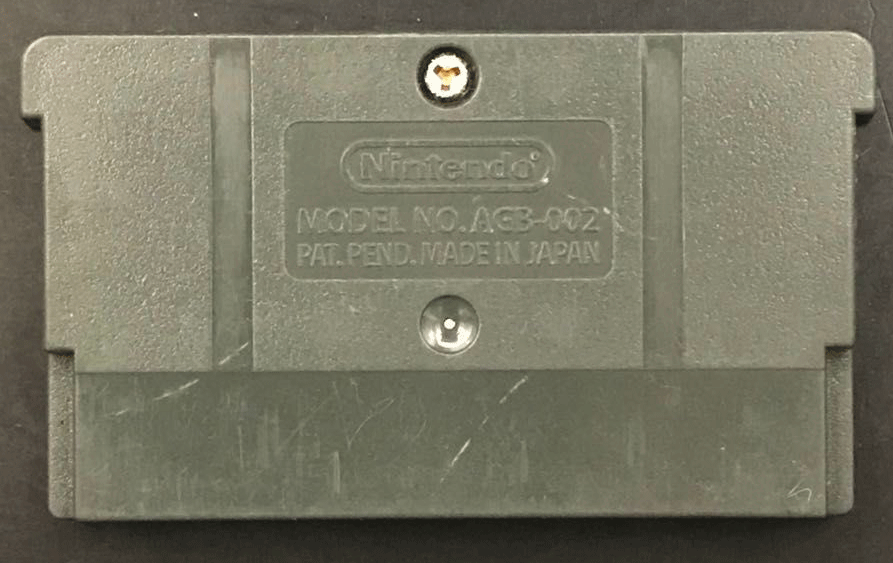 Nintendo®
MODEL NO. AGB-002
PAT. PEND. MADE IN JAPAN